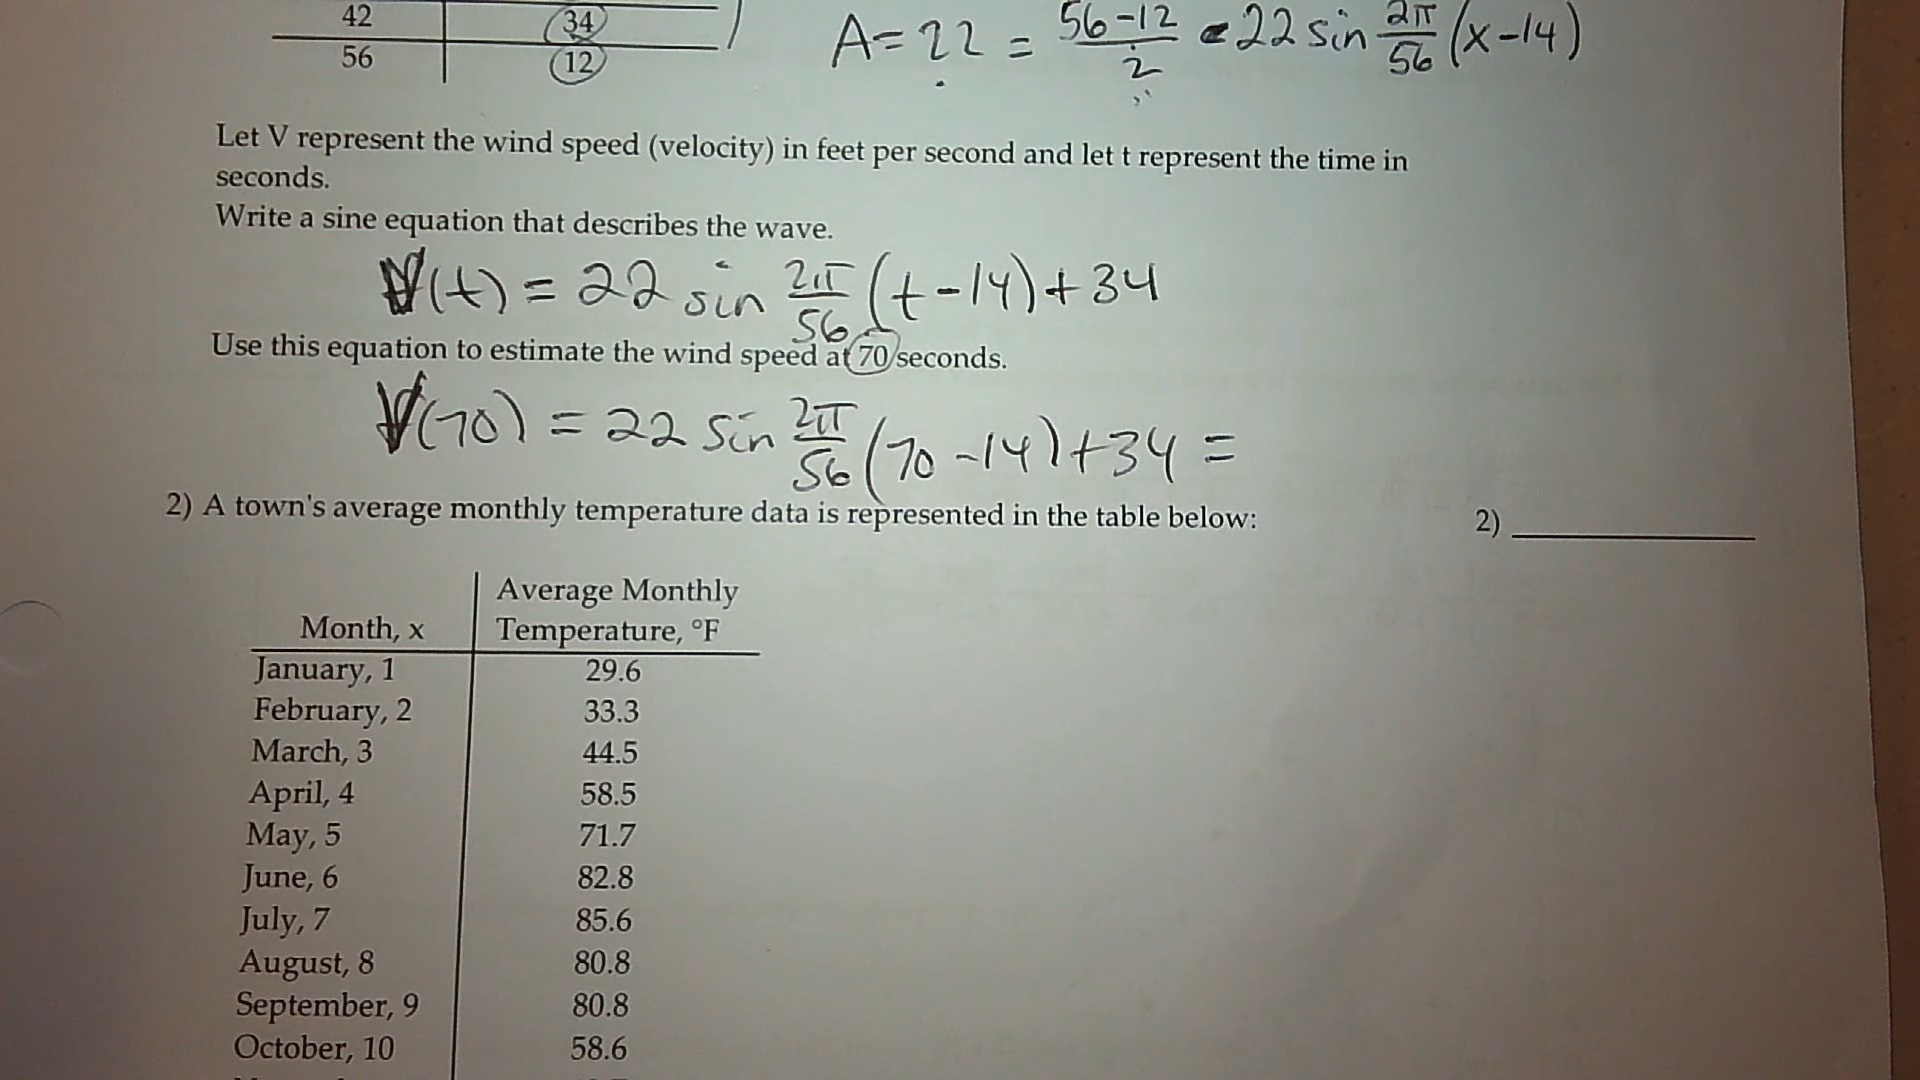 42 34
56 12
A = 22 = 56-12 / 2 22 sin 2π/56 (x-14)
Let V represent the wind speed (velocity) in feet per second and let t represent the time in
seconds.
Write a sine equation that describes the wave.
V(t) = 22 sin 2π/56 (t-14)+34
Use this equation to estimate the wind speed at 70 seconds.
V(70) = 22 sin 2π/56 (70-14)+34 =
2) A town's average monthly temperature data is represented in the table below: 2)
Average Monthly
Month, x Temperature, °F
January, 1 29.6
February, 2 33.3
March, 3 44.5
April, 4 58.5
May, 5 71.7
June, 6 82.8
July, 7 85.6
August, 8 80.8
September, 9 80.8
October, 10 58.6